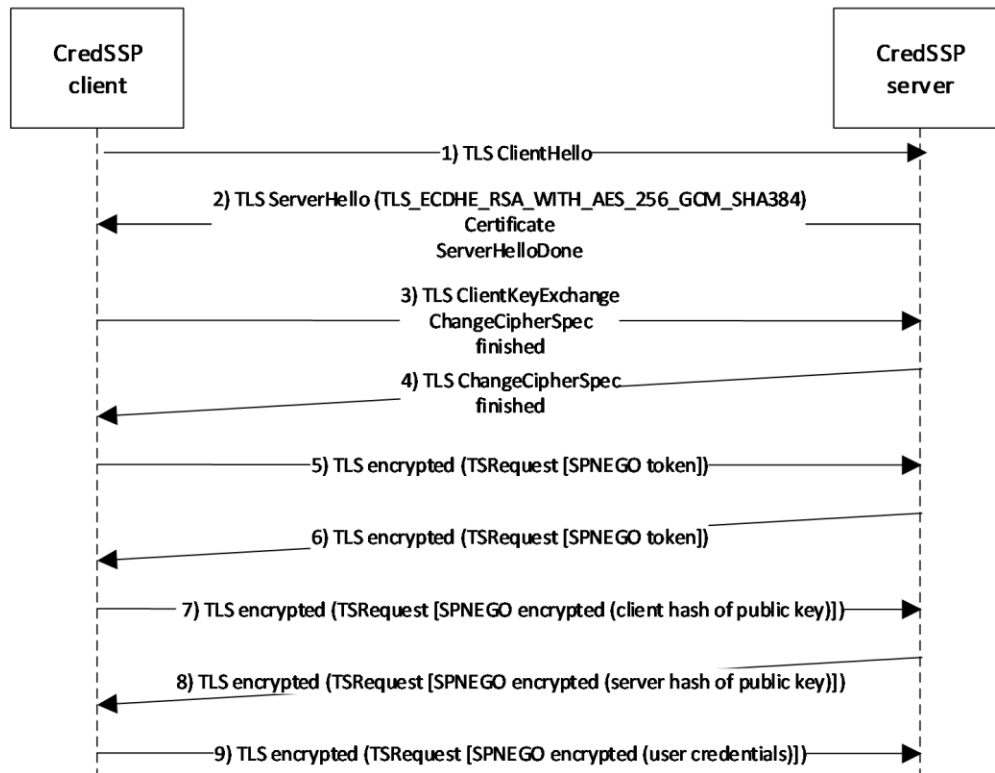 CredSSP
client
CredSSP
server
1) TLS ClientHello
2) TLS ServerHello (TLS_ECDHE_RSA_WITH_AES_256_GCM_SHA384)
Certificate
ServerHelloDone
3) TLS ClientKeyExchange
ChangeCipherSpec
finished
4) TLS ChangeCipherSpec
finished
5) TLS encrypted (TSRequest [SPNEGO token])
6) TLS encrypted (TSRequest [SPNEGO token])
7) TLS encrypted (TSRequest [SPNEGO encrypted (client hash of public key)])
8) TLS encrypted (TSRequest [SPNEGO encrypted (server hash of public key)])
9) TLS encrypted (TSRequest [SPNEGO encrypted (user credentials)])